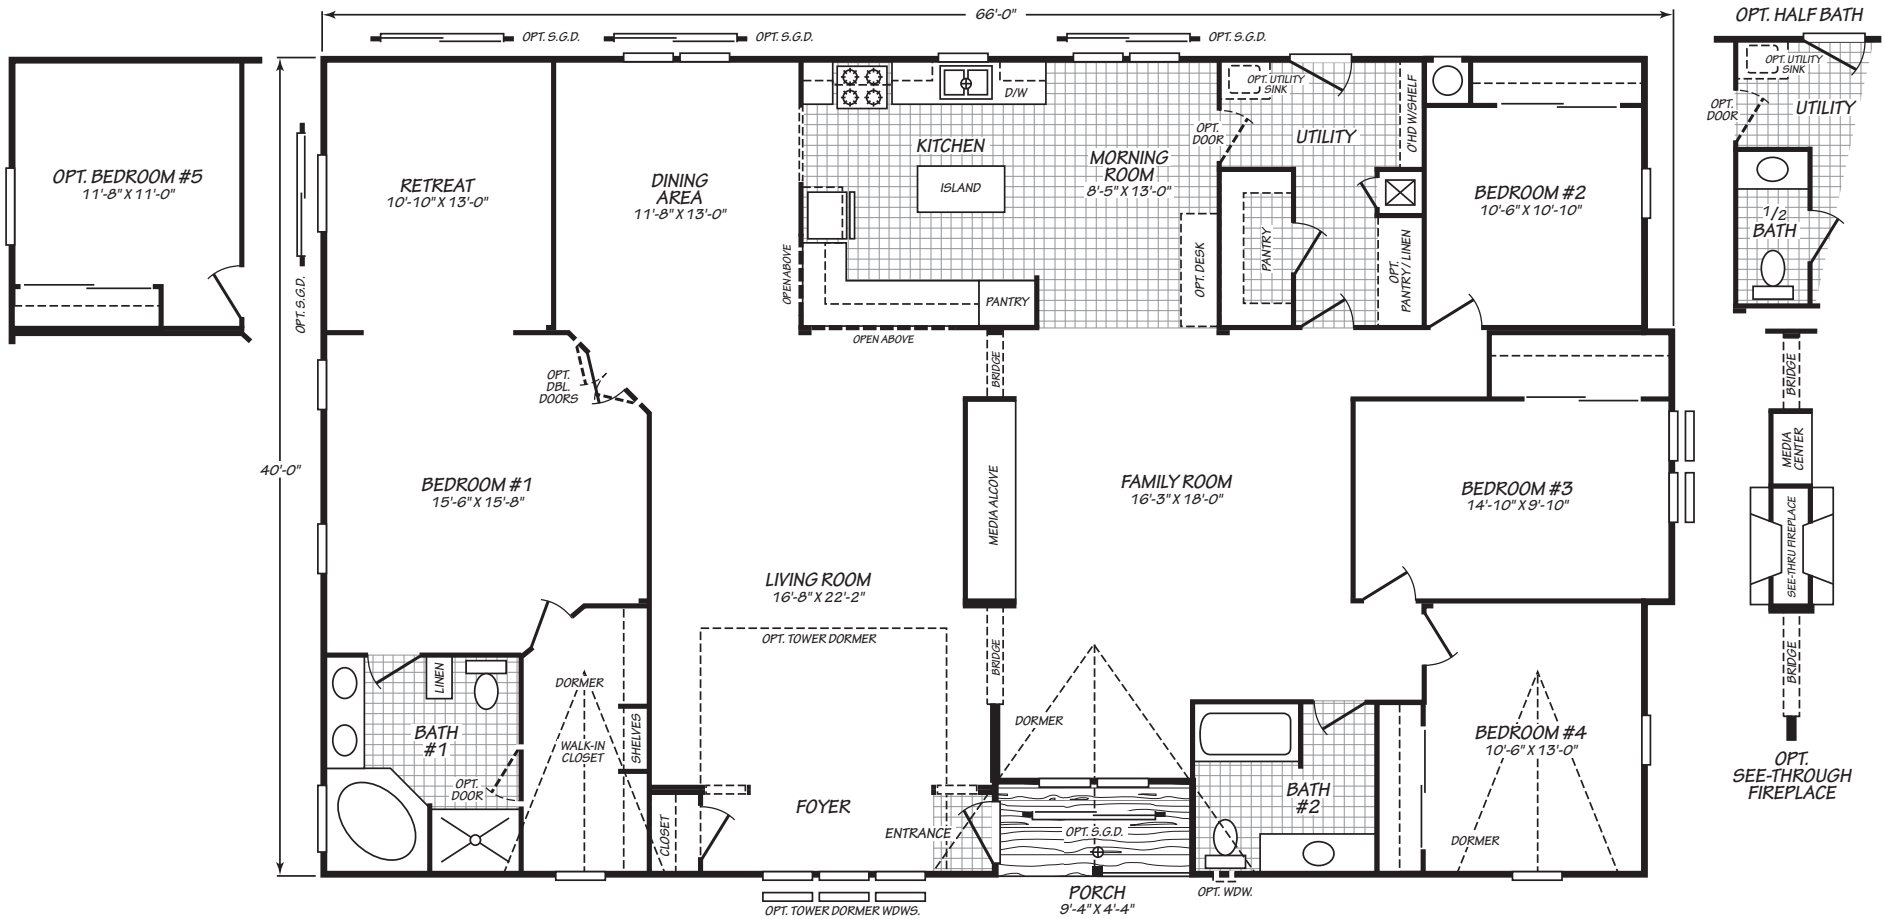 66'-0"
OPT. HALF BATH
OPT. S.G.D.
OPT. S.G.D.
OPT. S.G.D.
OPT. UTILITY
SINK
OPT.
DOOR
UTILITY
1/2
BATH
OPT. BEDROOM #5
11'-8" X 11'-0"
OPT. S.G.D.
40'-0"
RETREAT
10'-10" X 13'-0"
DINING
AREA
11'-8" X 13'-0"
D/W
KITCHEN
ISLAND
MORNING
ROOM
8'-5" X 13'-0"
OPEN ABOVE
PANTRY
OPEN ABOVE
OPT. DESK
OPT. UTILITY
SINK
OPT.
DOOR
UTILITY
O'HD W/SHELF
PANTRY
OPT.
PANTRY / LINEN
BEDROOM #2
10'-6" X 10'-10"
OPT.
DBL.
DOORS
BRIDGE
BRIDGE
BEDROOM #1
15'-6" X 15'-8"
MEDIA ALCOVE
FAMILY ROOM
16'-3" X 18'-0"
BEDROOM #3
14'-10" X 9'-10"
MEDIA
CENTER
SEE-THRU FIREPLACE
LIVING ROOM
16'-8" X 22'-2"
OPT. TOWER DORMER
BRIDGE
BRIDGE
LINEN
BATH
#1
OPT.
DOOR
DORMER
WALK-IN
CLOSET
SHELVES
CLOSET
FOYER
ENTRANCE
DORMER
OPT. S.G.D.
BATH
#2
BEDROOM #4
10'-6" X 13'-0"
DORMER
OPT.
SEE-THROUGH
FIREPLACE
OPT. TOWER DORMER WDWS.
PORCH
9'-4" X 4'-4"
OPT. WDW.